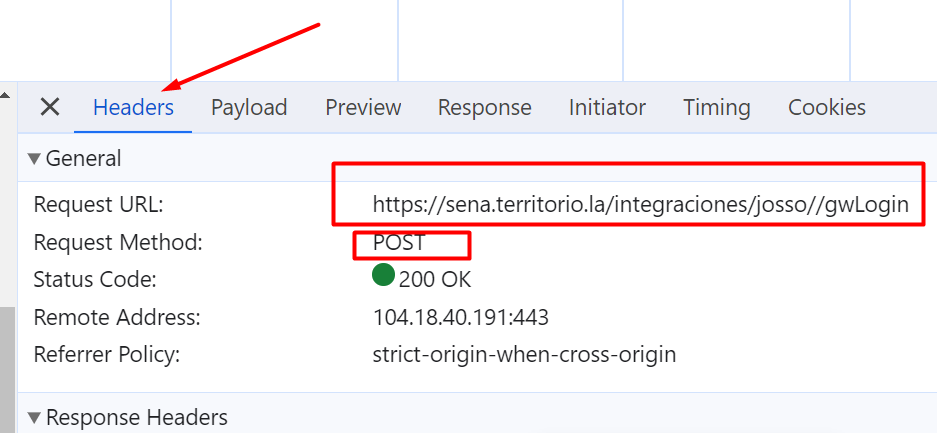 Headers Payload Preview Response Initiator Timing Cookies
General
Request URL: https://sena.territorio.la/integraciones/josso//gwLogin
Request Method: POST
Status Code: 200 OK
Remote Address: 104.18.40.191:443
Referrer Policy: strict-origin-when-cross-origin
Response Headers